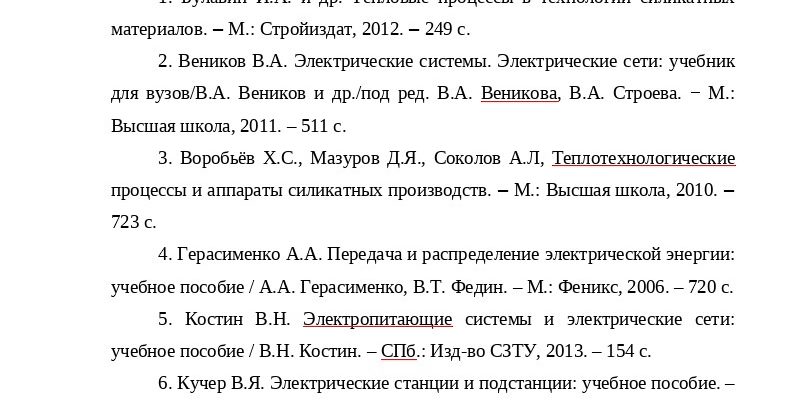 1. Булавин И.А. и др. Тепловые процессы в технологии силикатных
материалов. – М.: Стройиздат, 2012. – 249 с.
2. Веников В.А. Электрические системы. Электрические сети: учебник
для вузов/В.А. Веников и др./под ред. В.А. Веникова, В.А. Строева. − М.:
Высшая школа, 2011. – 511 с.
3. Воробьёв Х.С., Мазуров Д.Я., Соколов А.Л, Теплотехнологические
процессы и аппараты силикатных производств. – М.: Высшая школа, 2010. –
723 с.
4. Герасименко А.А. Передача и распределение электрической энергии:
учебное пособие / А.А. Герасименко, В.Т. Федин. – М.: Феникс, 2006. – 720 с.
5. Костин В.Н. Электропитающие системы и электрические сети:
учебное пособие / В.Н. Костин. – СПб.: Изд-во СЗТУ, 2013. – 154 с.
6. Кучер В.Я. Электрические станции и подстанции: учебное пособие. –